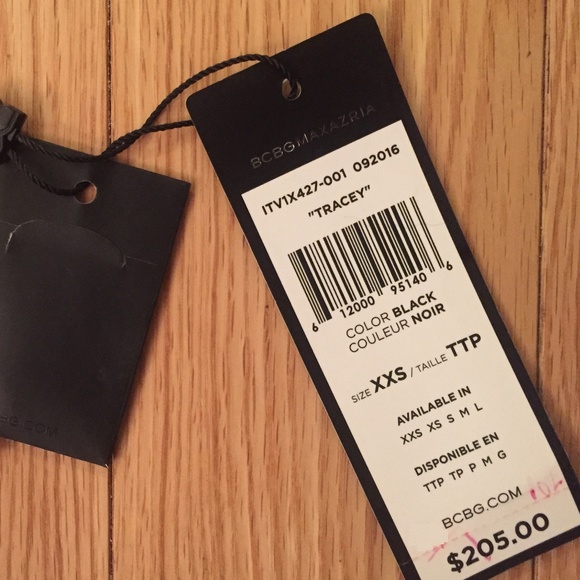 BCBGMAXAZRIA
ITV1X427-001 092016
"TRACEY"
6 12000 95140 6
COLOR BLACK
COULEUR NOIR
SIZE XXS / TAILLE TTP
AVAILABLE IN
XXS XS S M L
DISPONIBLE EN
TTP TP P M G
BCBG.COM
$205.00